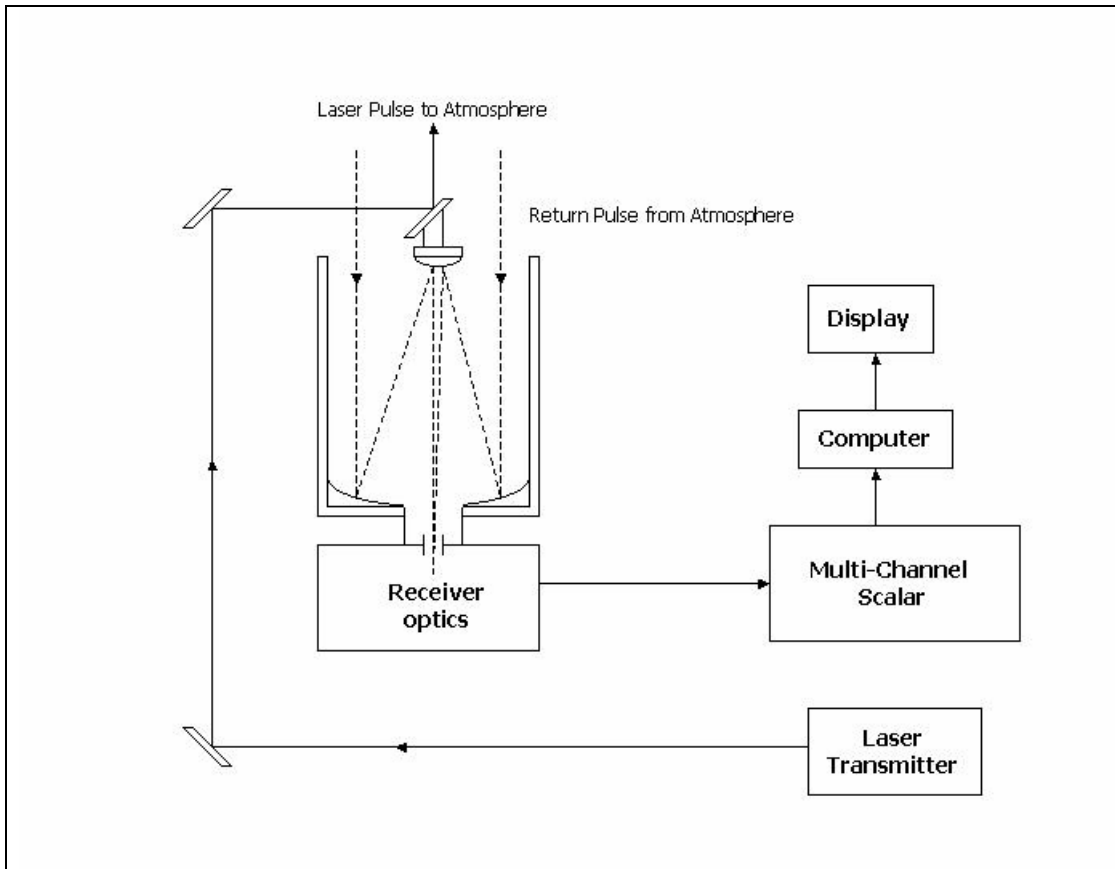 Laser Pulse to Atmosphere
Return Pulse from Atmosphere
Display
Computer
Multi-Channel
Scalar
Receiver
optics
Laser
Transmitter